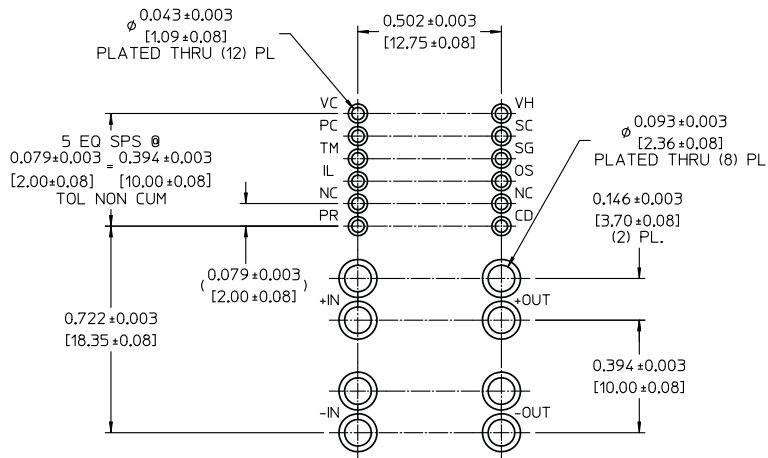 ⌀ 0.043±0.003
[1.09±0.08]
PLATED THRU (12) PL
0.502±0.003
[12.75±0.08]
VC
VH
PC
SC
TM
SG
IL
OS
NC
NC
PR
CD
5 EQ SPS @
0.079±0.003 = 0.394±0.003
[2.00±0.08] [10.00±0.08]
TOL NON CUM
⌀ 0.093±0.003
[2.36±0.08]
PLATED THRU (8) PL
0.146±0.003
[3.70±0.08]
(2) PL.
(0.079±0.003
[2.00±0.08])
+IN
+OUT
0.722±0.003
[18.35±0.08]
0.394±0.003
[10.00±0.08]
-IN
-OUT